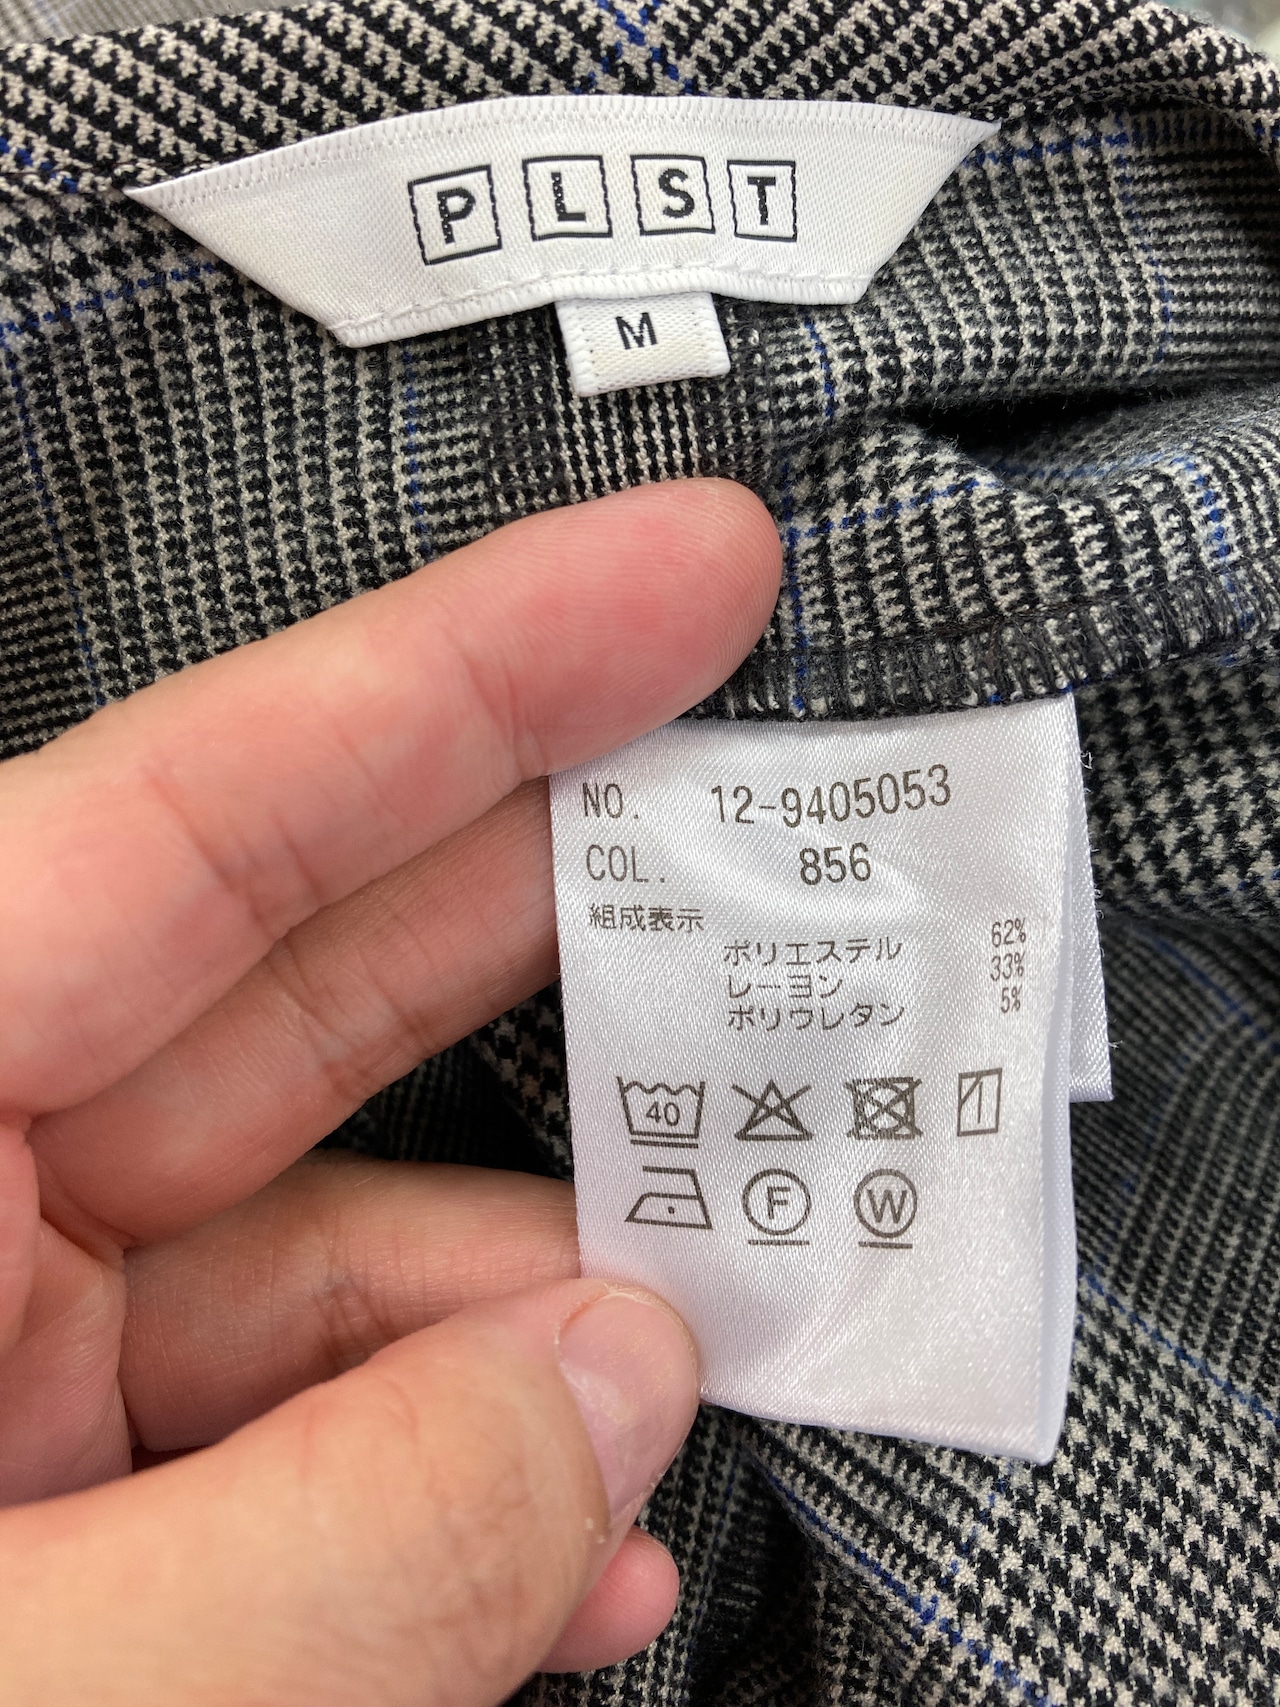 PLST
M
NO. 12-9405053
COL. 856
組成表示
ポリエステル 62%
レーヨン 33%
ポリウレタン 5%
40
F W